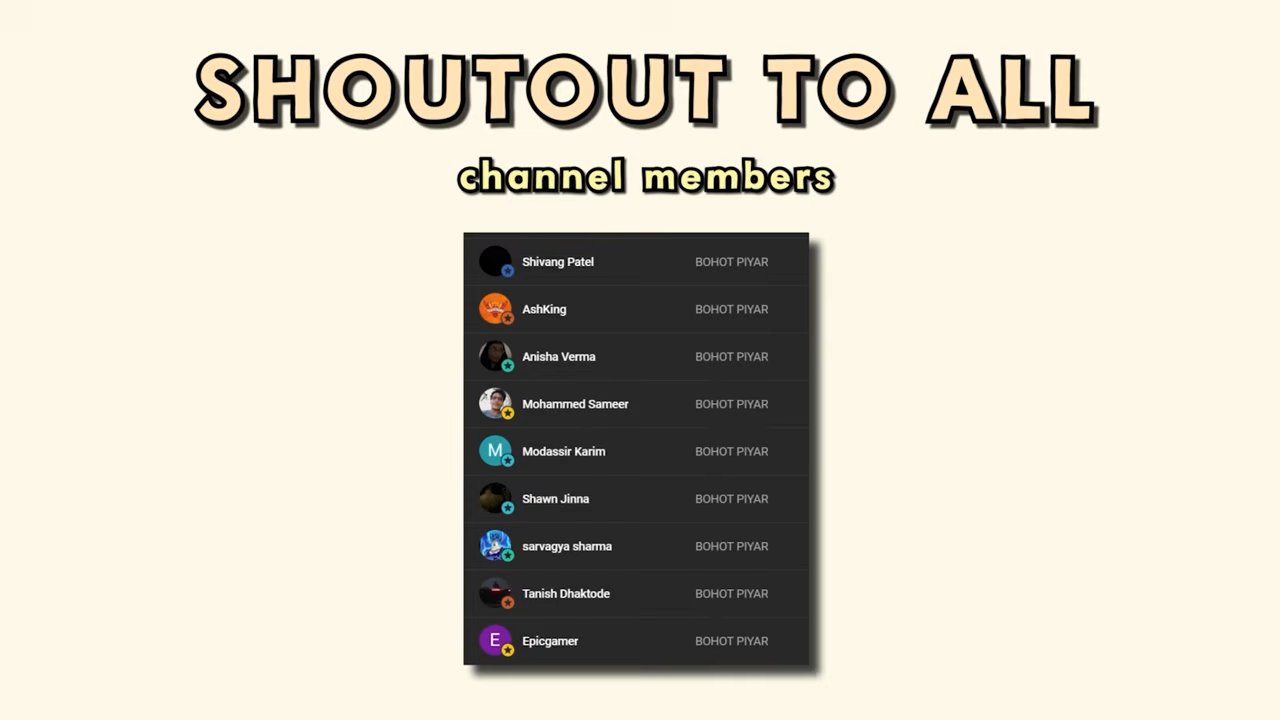 SHOUTOUT TO ALL
channel members
Shivang Patel BOHOT PIYAR
AshKing BOHOT PIYAR
Anisha Verma BOHOT PIYAR
Mohammed Sameer BOHOT PIYAR
M Modassir Karim BOHOT PIYAR
Shawn Jinna BOHOT PIYAR
sarvagya sharma BOHOT PIYAR
Tanish Dhaktode BOHOT PIYAR
E Epicgamer BOHOT PIYAR